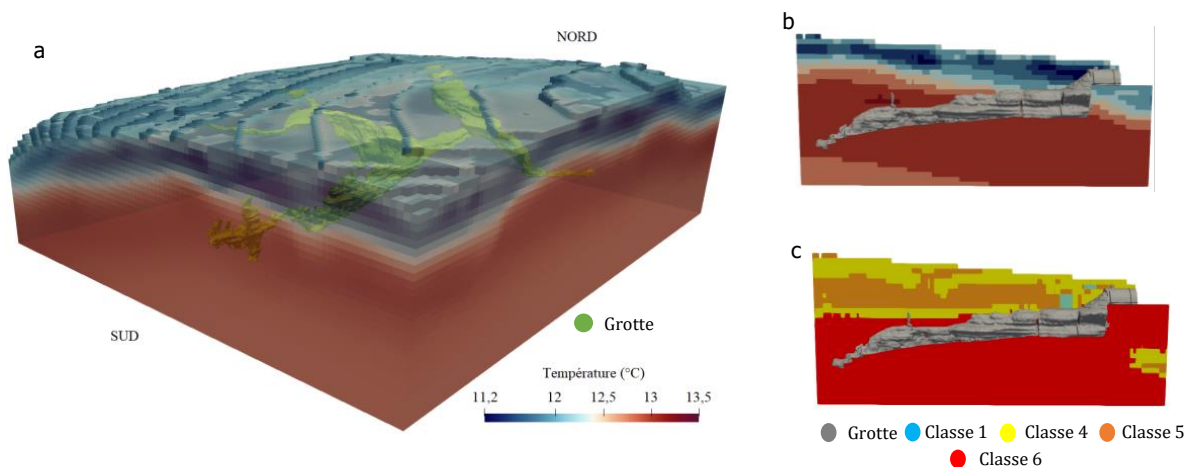 a
NORD
SUD
Grotte
Température (°C)
11,2 12 12,5 13 13,5
b
c
Grotte Classe 1 Classe 4 Classe 5
Classe 6